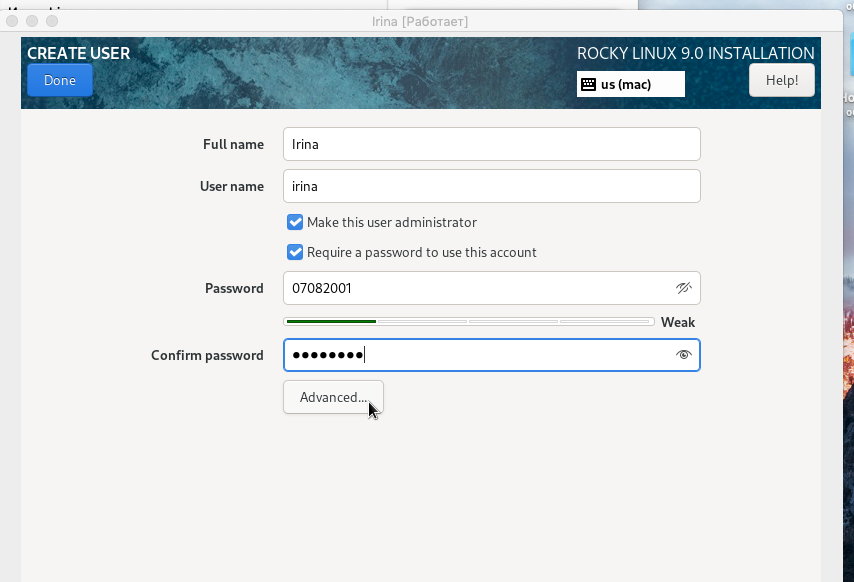 Irina [Работает]
CREATE USER
ROCKY LINUX 9.0 INSTALLATION
Done
us (mac)
Help!
Full name
Irina
User name
irina
Make this user administrator
Require a password to use this account
Password
07082001
Weak
Confirm password
●●●●●●●●
Advanced...